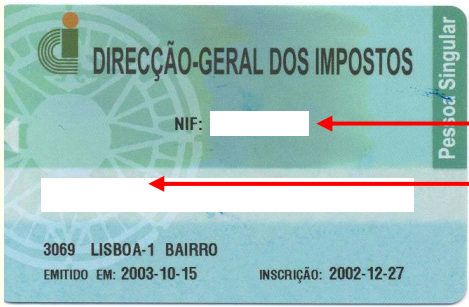 DIRECÇÃO-GERAL DOS IMPOSTOS
Pessoa Singular
NIF:
3069 LISBOA-1 BAIRRO
EMITIDO EM: 2003-10-15 INSCRIÇÃO: 2002-12-27